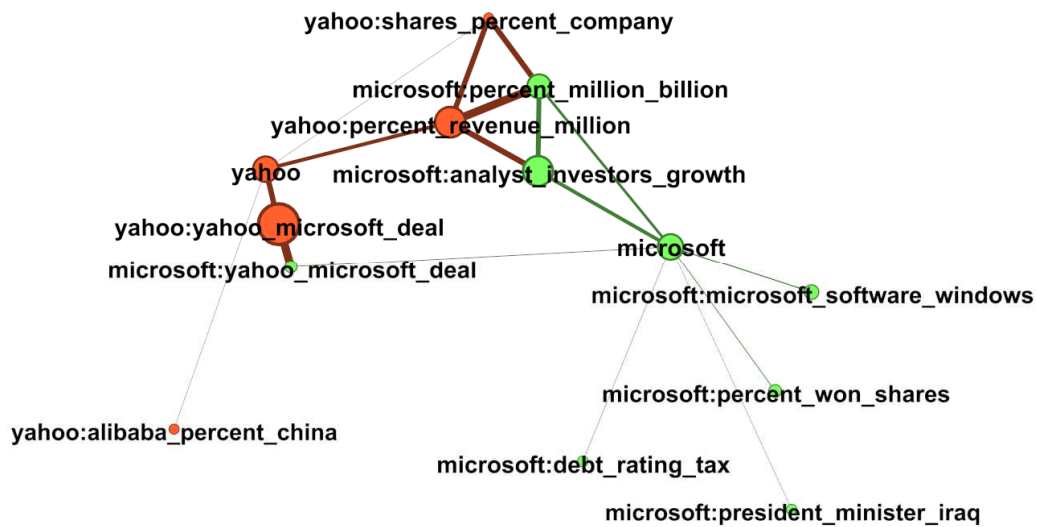 yahoo:shares_percent_company
microsoft:percent_million_billion
yahoo:percent_revenue_million
yahoo
microsoft:analyst_investors_growth
yahoo:yahoo_microsoft_deal
microsoft
microsoft:yahoo_microsoft_deal
microsoft:microsoft_software_windows
microsoft:percent_won_shares
yahoo:alibaba_percent_china
microsoft:debt_rating_tax
microsoft:president_minister_iraq